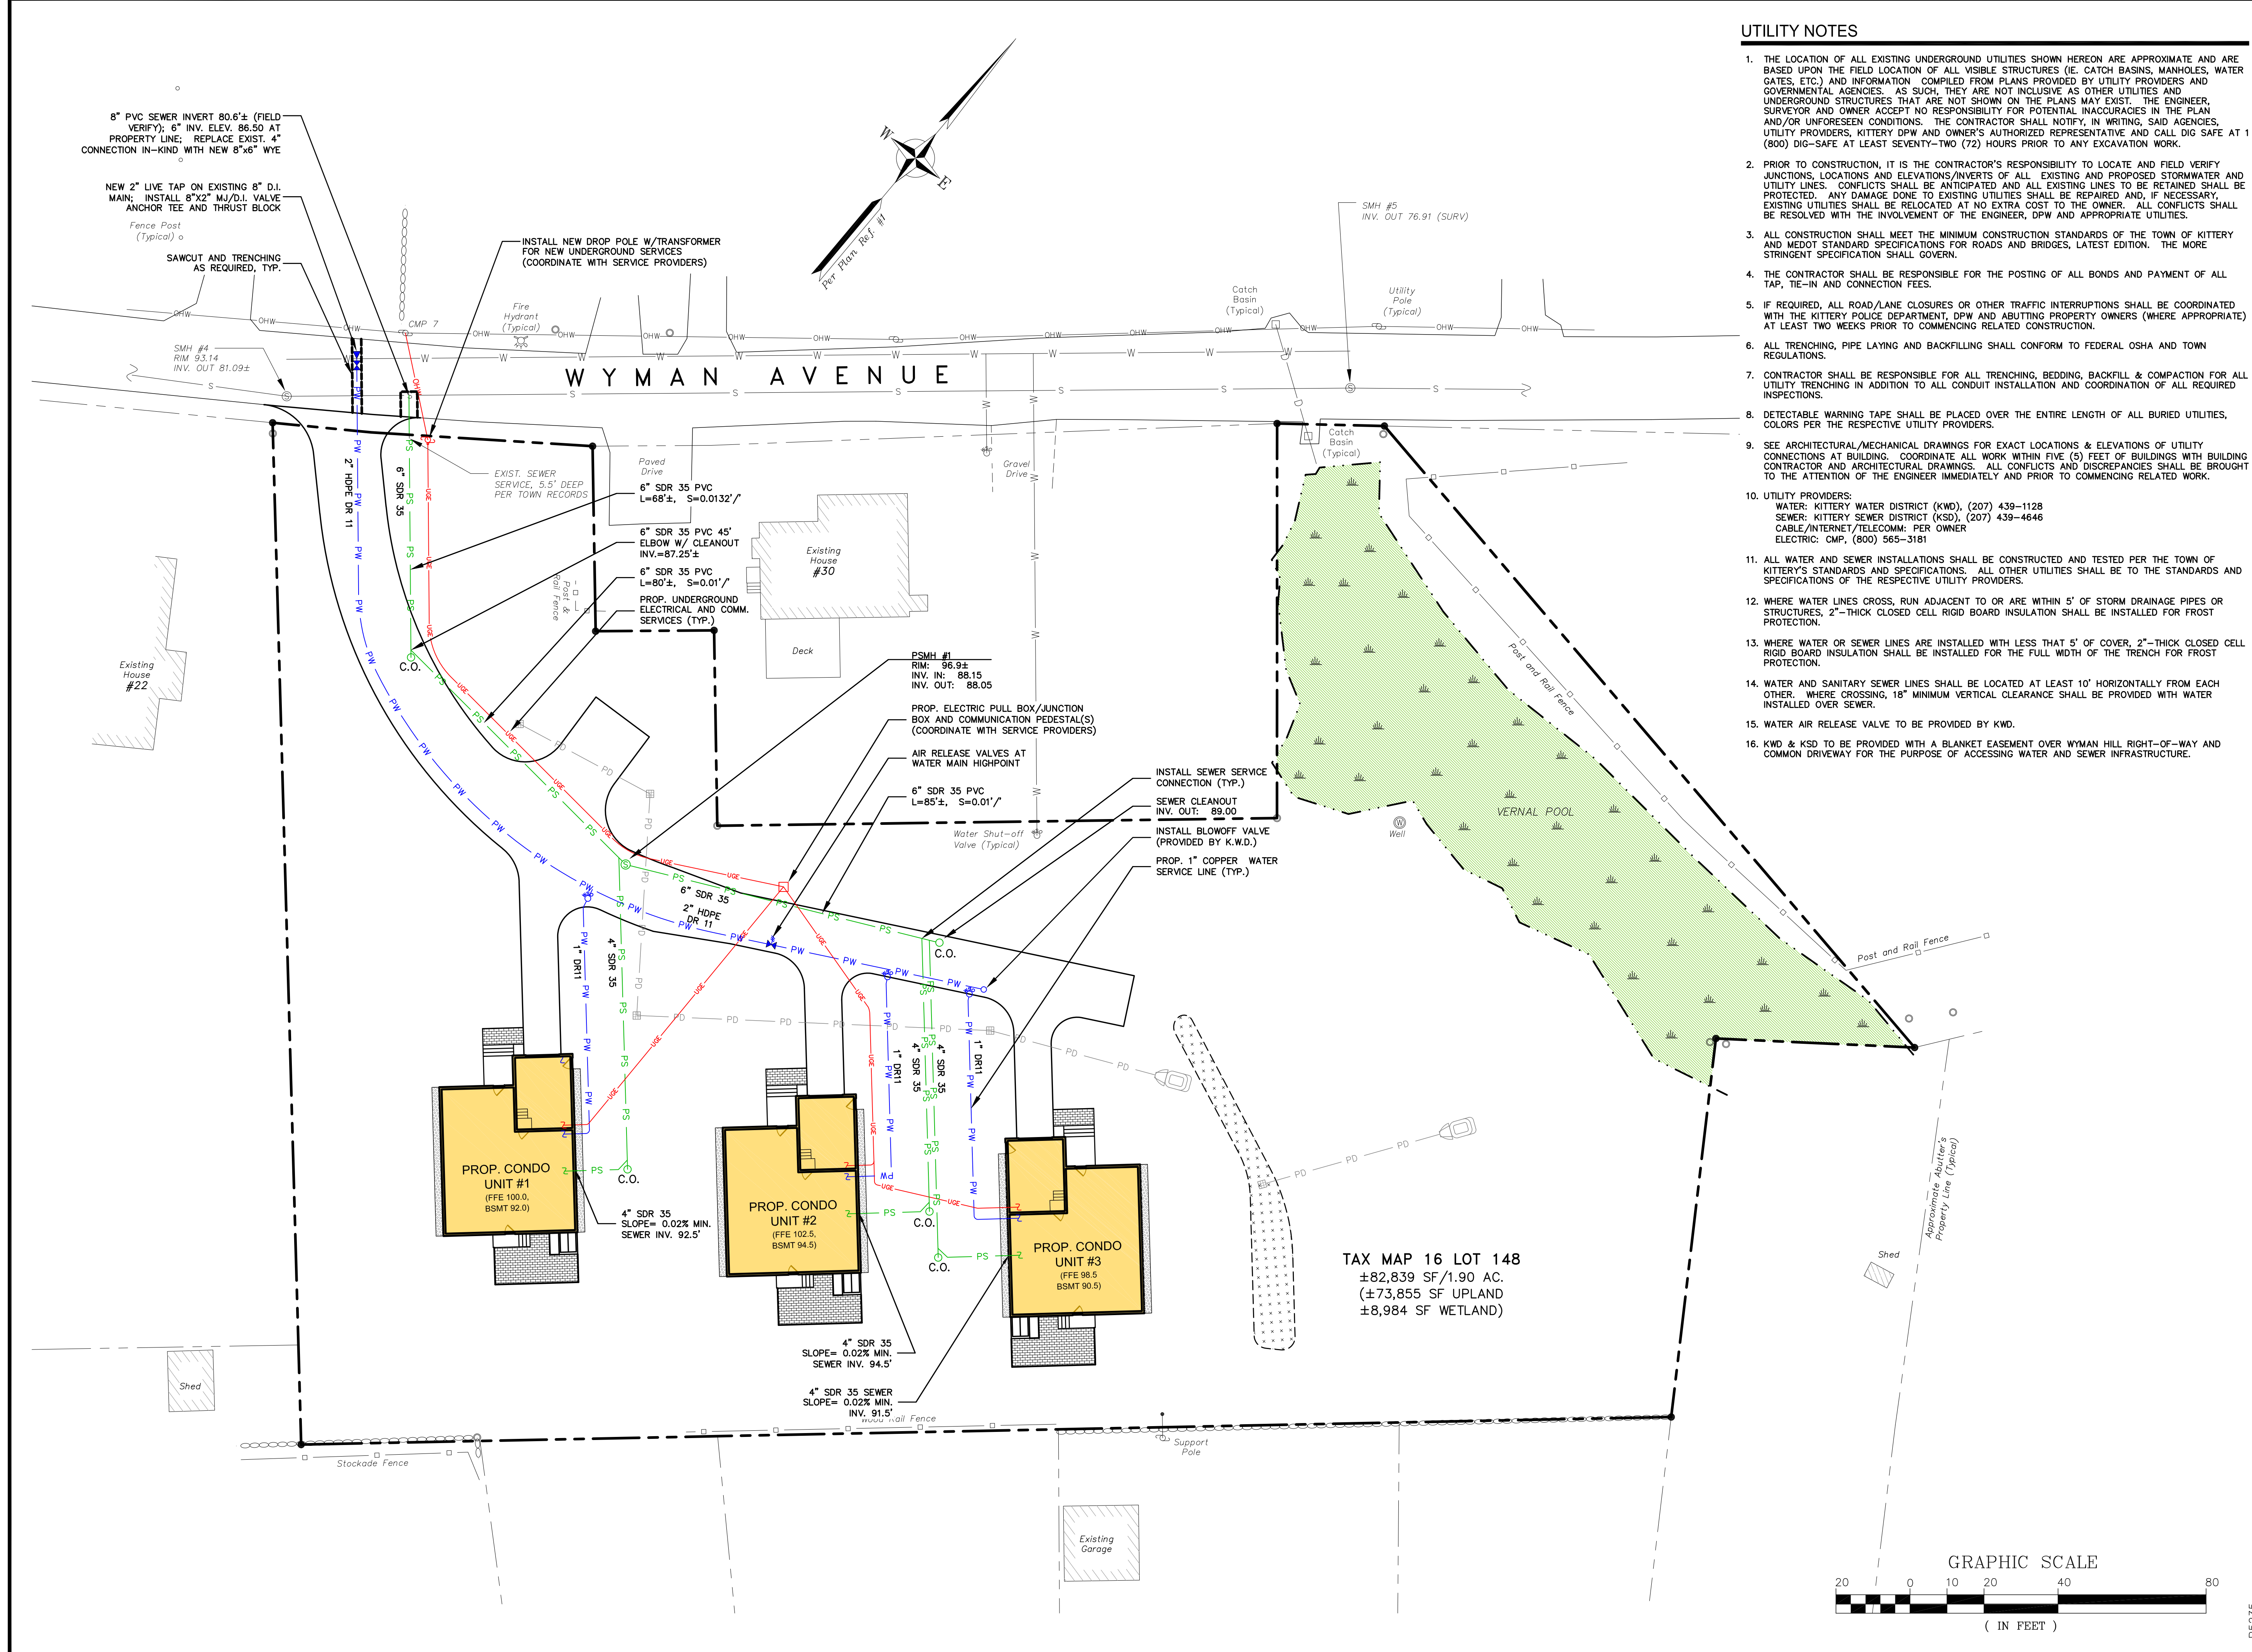 UTILITY NOTES
1. THE LOCATION OF ALL EXISTING UNDERGROUND UTILITIES SHOWN HEREON ARE APPROXIMATE AND ARE
BASED UPON THE FIELD LOCATION OF ALL VISIBLE STRUCTURES (IE. CATCH BASINS, MANHOLES, WATER
GATES, ETC.) AND INFORMATION COMPILED FROM PLANS PROVIDED BY UTILITY PROVIDERS AND
GOVERNMENTAL AGENCIES. AS SUCH, THEY ARE NOT INCLUSIVE AS OTHER UTILITIES AND
UNDERGROUND STRUCTURES THAT ARE NOT SHOWN ON THE PLANS MAY EXIST. THE ENGINEER,
SURVEYOR AND OWNER ACCEPT NO RESPONSIBILITY FOR POTENTIAL INACCURACIES IN THE PLAN
AND/OR UNFORESEEN CONDITIONS. THE CONTRACTOR SHALL NOTIFY, IN WRITING, SAID AGENCIES,
UTILITY PROVIDERS, KITTERY DPW AND OWNER'S AUTHORIZED REPRESENTATIVE AND CALL DIG SAFE AT 1
(800) DIG-SAFE AT LEAST SEVENTY-TWO (72) HOURS PRIOR TO ANY EXCAVATION WORK.
2. PRIOR TO CONSTRUCTION, IT IS THE CONTRACTOR'S RESPONSIBILITY TO LOCATE AND FIELD VERIFY
JUNCTIONS, LOCATIONS AND ELEVATIONS/INVERTS OF ALL EXISTING AND PROPOSED STORMWATER AND
UTILITY LINES. CONFLICTS SHALL BE ANTICIPATED AND ALL EXISTING LINES TO BE RETAINED SHALL BE
PROTECTED. ANY DAMAGE DONE TO EXISTING UTILITIES SHALL BE REPAIRED AND, IF NECESSARY,
EXISTING UTILITIES SHALL BE RELOCATED AT NO EXTRA COST TO THE OWNER. ALL CONFLICTS SHALL
BE RESOLVED WITH THE INVOLVEMENT OF THE ENGINEER, DPW AND APPROPRIATE UTILITIES.
3. ALL CONSTRUCTION SHALL MEET THE MINIMUM CONSTRUCTION STANDARDS OF THE TOWN OF KITTERY
AND MEDOT STANDARD SPECIFICATIONS FOR ROADS AND BRIDGES, LATEST EDITION. THE MORE
STRINGENT SPECIFICATION SHALL GOVERN.
4. THE CONTRACTOR SHALL BE RESPONSIBLE FOR THE POSTING OF ALL BONDS AND PAYMENT OF ALL
TAP, TIE-IN AND CONNECTION FEES.
5. IF REQUIRED, ALL ROAD/LANE CLOSURES OR OTHER TRAFFIC INTERRUPTIONS SHALL BE COORDINATED
WITH THE KITTERY POLICE DEPARTMENT, DPW AND ABUTTING PROPERTY OWNERS (WHERE APPROPRIATE)
AT LEAST TWO WEEKS PRIOR TO COMMENCING RELATED CONSTRUCTION.
6. ALL TRENCHING, PIPE LAYING AND BACKFILLING SHALL CONFORM TO FEDERAL OSHA AND TOWN
REGULATIONS.
7. CONTRACTOR SHALL BE RESPONSIBLE FOR ALL TRENCHING, BEDDING, BACKFILL & COMPACTION FOR ALL
UTILITY TRENCHING IN ADDITION TO ALL CONDUIT INSTALLATION AND COORDINATION OF ALL REQUIRED
INSPECTIONS.
8. DETECTABLE WARNING TAPE SHALL BE PLACED OVER THE ENTIRE LENGTH OF ALL BURIED UTILITIES,
COLORS PER THE RESPECTIVE UTILITY PROVIDERS.
9. SEE ARCHITECTURAL/MECHANICAL DRAWINGS FOR EXACT LOCATIONS & ELEVATIONS OF UTILITY
CONNECTIONS AT BUILDING. COORDINATE ALL WORK WITHIN FIVE (5) FEET OF BUILDINGS WITH BUILDING
CONTRACTOR AND ARCHITECTURAL DRAWINGS. ALL CONFLICTS AND DISCREPANCIES SHALL BE BROUGHT
TO THE ATTENTION OF THE ENGINEER IMMEDIATELY AND PRIOR TO COMMENCING RELATED WORK.
10. UTILITY PROVIDERS:
WATER: KITTERY WATER DISTRICT (KWD), (207) 439-1128
SEWER: KITTERY SEWER DISTRICT (KSD), (207) 439-4646
CABLE/INTERNET/TELECOMM: PER OWNER
ELECTRIC: CMP, (800) 565-3181
11. ALL WATER AND SEWER INSTALLATIONS SHALL BE CONSTRUCTED AND TESTED PER THE TOWN OF
KITTERY'S STANDARDS AND SPECIFICATIONS. ALL OTHER UTILITIES SHALL BE TO THE STANDARDS AND
SPECIFICATIONS OF THE RESPECTIVE UTILITY PROVIDERS.
12. WHERE WATER LINES CROSS, RUN ADJACENT TO OR ARE WITHIN 5' OF STORM DRAINAGE PIPES OR
STRUCTURES, 2"-THICK CLOSED CELL RIGID BOARD INSULATION SHALL BE INSTALLED FOR FROST
PROTECTION.
13. WHERE WATER OR SEWER LINES ARE INSTALLED WITH LESS THAT 5' OF COVER, 2"-THICK CLOSED CELL
RIGID BOARD INSULATION SHALL BE INSTALLED FOR THE FULL WIDTH OF THE TRENCH FOR FROST
PROTECTION.
14. WATER AND SANITARY SEWER LINES SHALL BE LOCATED AT LEAST 10' HORIZONTALLY FROM EACH
OTHER. WHERE CROSSING, 18" MINIMUM VERTICAL CLEARANCE SHALL BE PROVIDED WITH WATER
INSTALLED OVER SEWER.
15. WATER AIR RELEASE VALVE TO BE PROVIDED BY KWD.
16. KWD & KSD TO BE PROVIDED WITH A BLANKET EASEMENT OVER WYMAN HILL RIGHT-OF-WAY AND
COMMON DRIVEWAY FOR THE PURPOSE OF ACCESSING WATER AND SEWER INFRASTRUCTURE.
8" PVC SEWER INVERT 80.6'± (FIELD
VERIFY); 6" INV. ELEV. 86.50 AT
PROPERTY LINE; REPLACE EXIST. 4"
CONNECTION IN-KIND WITH NEW 8"x6" WYE
NEW 2" LIVE TAP ON EXISTING 8" D.I.
MAIN; INSTALL 8"X2" MJ/D.I. VALVE
ANCHOR TEE AND THRUST BLOCK
Fence Post
(Typical)
SAWCUT AND TRENCHING
AS REQUIRED, TYP.
INSTALL NEW DROP POLE W/TRANSFORMER
FOR NEW UNDERGROUND SERVICES
(COORDINATE WITH SERVICE PROVIDERS)
W
E
Per Plan Ref. #1
SMH #5
INV. OUT 76.91 (SURV)
Catch
Basin
(Typical)
Utility
Pole
(Typical)
Fire
Hydrant
(Typical)
CMP 7
SMH #4
RIM 93.14
INV. OUT 81.09±
WYMAN AVENUE
EXIST. SEWER
SERVICE, 5.5' DEEP
PER TOWN RECORDS
Paved
Drive
Gravel
Drive
Catch
Basin
(Typical)
2" HDPE DR 11
6" SDR 35
6" SDR 35 PVC
L=68'±, S=0.0132'/'
6" SDR 35 PVC 45'
ELBOW W/ CLEANOUT
INV.=87.25'±
6" SDR 35 PVC
L=80'±, S=0.01'/'
PROP. UNDERGROUND
ELECTRICAL AND COMM.
SERVICES (TYP.)
Post &
Rail Fence
Existing
House
#30
Deck
Existing
House
#22
C.O.
PSMH #1
RIM: 96.9±
INV. IN: 88.15
INV. OUT: 88.05
PROP. ELECTRIC PULL BOX/JUNCTION
BOX AND COMMUNICATION PEDESTAL(S)
(COORDINATE WITH SERVICE PROVIDERS)
AIR RELEASE VALVES AT
WATER MAIN HIGHPOINT
6" SDR 35 PVC
L=85'±, S=0.01'/'
INSTALL SEWER SERVICE
CONNECTION (TYP.)
SEWER CLEANOUT
INV. OUT: 89.00
INSTALL BLOWOFF VALVE
(PROVIDED BY K.W.D.)
PROP. 1" COPPER WATER
SERVICE LINE (TYP.)
Water Shut-off
Valve (Typical)
Well
VERNAL POOL
Post and Rail Fence
Post and Rail Fence
6" SDR 35
2" HDPE
DR 11
1" DR11
4" SDR 35
C.O.
1" DR11
4" SDR 35
4" SDR 35
1" DR11
PROP. CONDO
UNIT #1
(FFE 100.0,
BSMT 92.0)
C.O.
4" SDR 35
SLOPE= 0.02% MIN.
SEWER INV. 92.5'
PROP. CONDO
UNIT #2
(FFE 102.5,
BSMT 94.5)
C.O.
C.O.
PROP. CONDO
UNIT #3
(FFE 98.5
BSMT 90.5)
4" SDR 35
SLOPE= 0.02% MIN.
SEWER INV. 94.5'
4" SDR 35 SEWER
SLOPE= 0.02% MIN.
INV. 91.5'
TAX MAP 16 LOT 148
±82,839 SF/1.90 AC.
(±73,855 SF UPLAND
±8,984 SF WETLAND)
Approximate Abutter's
Property Line (Typical)
Shed
Shed
Wood Rail Fence
Stockade Fence
Support
Pole
Existing
Garage
GRAPHIC SCALE
20 0 10 20 40 80
( IN FEET )